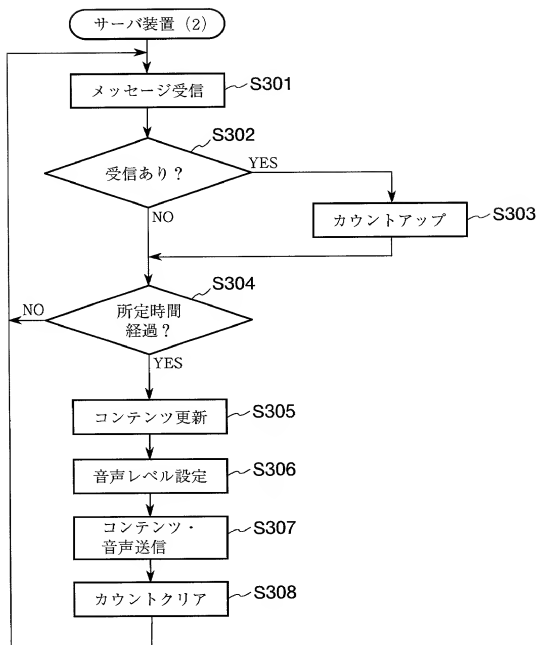 サーバ装置(2)
メッセージ受信
S301
S302
受信あり?
YES
NO
カウントアップ
S303
S304
所定時間
経過?
NO
YES
コンテンツ更新
S305
音声レベル設定
S306
コンテンツ・
音声送信
S307
カウントクリア
S308